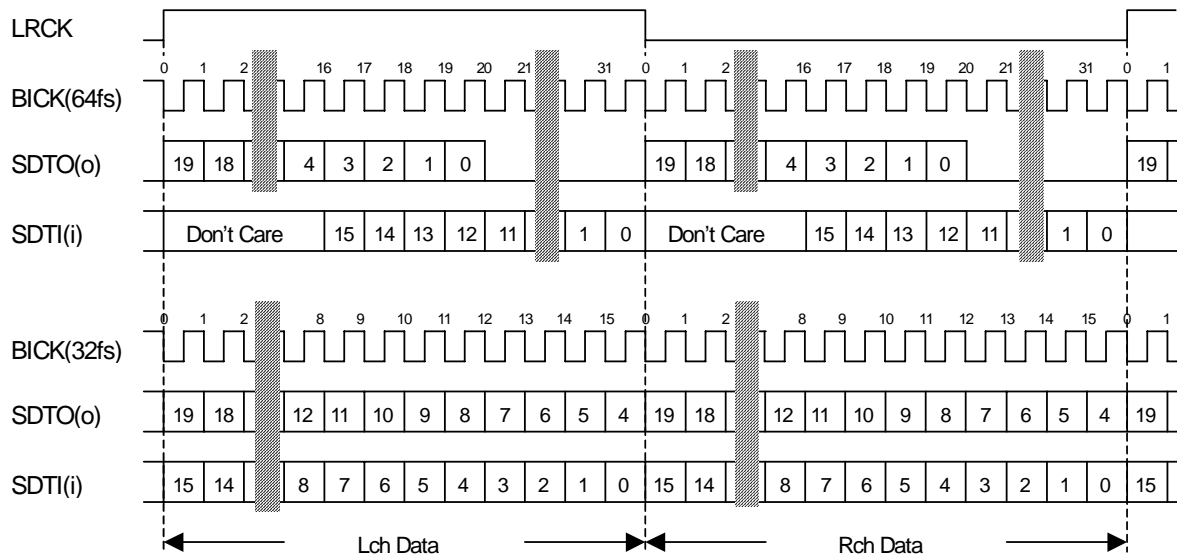 LRCK
0 1 2 16 17 18 19 20 21 31 0 1 2 16 17 18 19 20 21 31 0 1
BICK(64fs)
SDTO(o) 19 18 4 3 2 1 0 19 18 4 3 2 1 0 19
SDTI(i) Don't Care 15 14 13 12 11 1 0 Don't Care 15 14 13 12 11 1 0
0 1 2 8 9 10 11 12 13 14 15 0 1 2 8 9 10 11 12 13 14 15 0 1
BICK(32fs)
SDTO(o) 19 18 12 11 10 9 8 7 6 5 4 19 18 12 11 10 9 8 7 6 5 4 19
SDTI(i) 15 14 8 7 6 5 4 3 2 1 0 15 14 8 7 6 5 4 3 2 1 0 15
Lch Data Rch Data